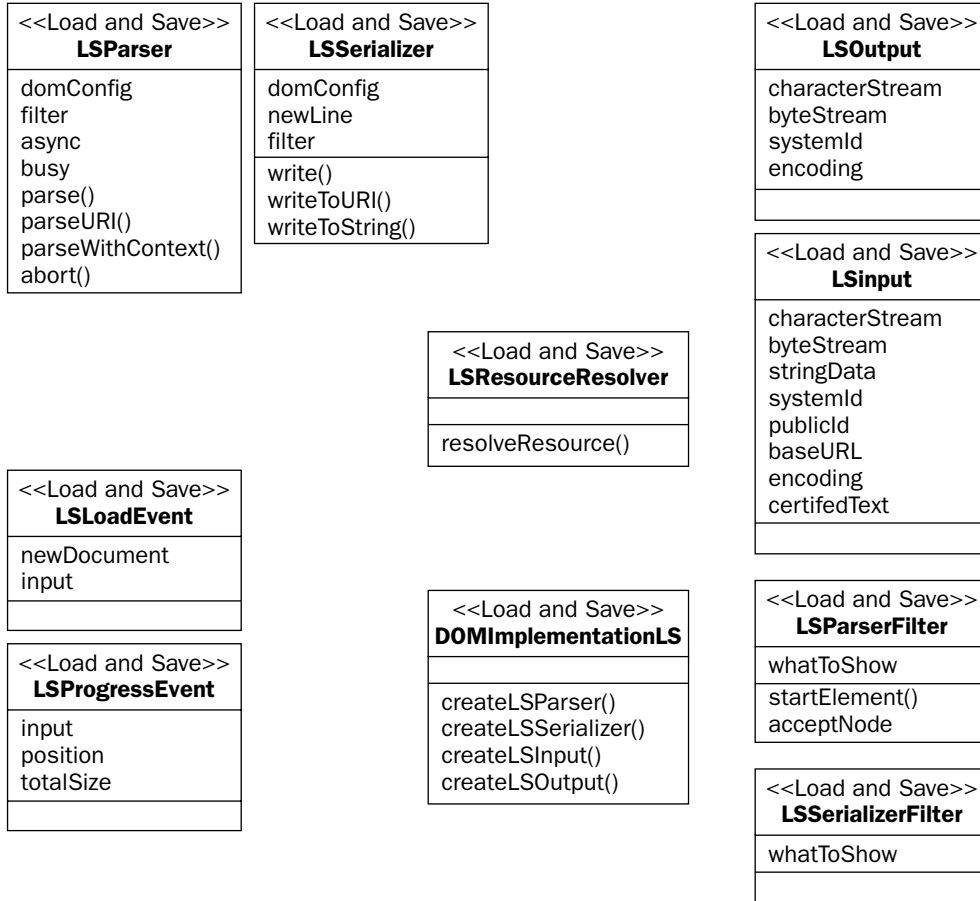 <<Load and Save>>
LSParser
domConfig
filter
async
busy
parse()
parseURI()
parseWithContext()
abort()
<<Load and Save>>
LSSerializer
domConfig
newLine
filter
write()
writeToURI()
writeToString()
<<Load and Save>>
LSOutput
characterStream
byteStream
systemId
encoding
<<Load and Save>>
LSinput
characterStream
byteStream
stringData
systemId
publicId
baseURL
encoding
certifedText
<<Load and Save>>
LSResourceResolver
resolveResource()
<<Load and Save>>
LSLoadEvent
newDocument
input
<<Load and Save>>
LSProgressEvent
input
position
totalSize
<<Load and Save>>
DOMImplementationLS
createLSParser()
createLSSerializer()
createLSInput()
createLSOutput()
<<Load and Save>>
LSParserFilter
whatToShow
startElement()
acceptNode
<<Load and Save>>
LSSerializerFilter
whatToShow